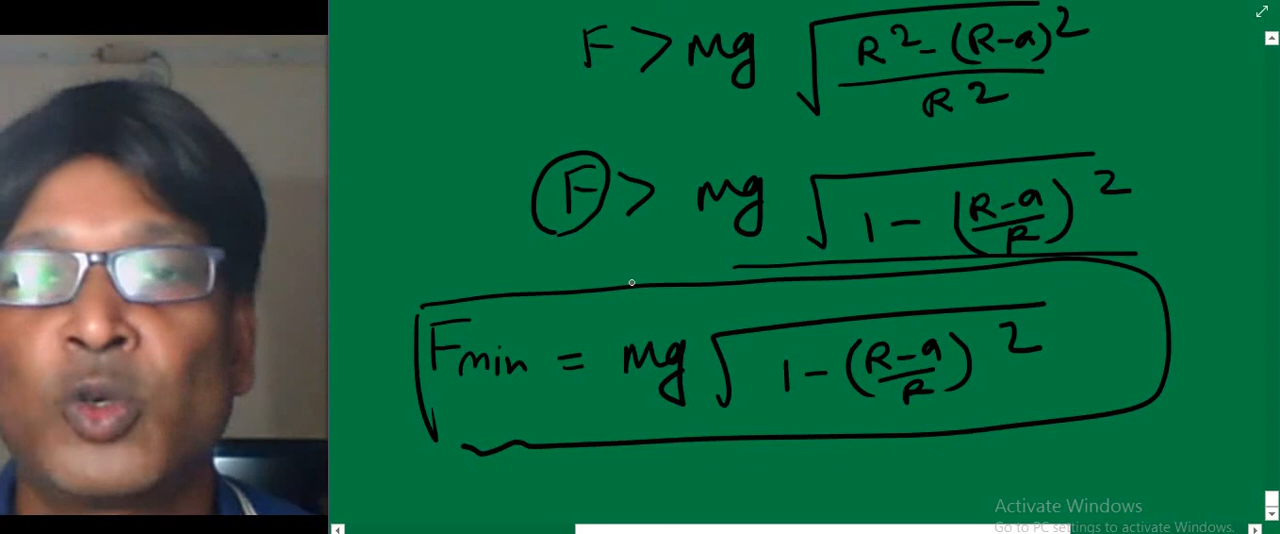 F > mg √((R² - (R-a)²)/R²)
F > mg √(1 - ((R-a)/R)²)
Fmin = mg √(1 - ((R-a)/R)²)
Activate Windows
Go to PC settings to activate Windows.